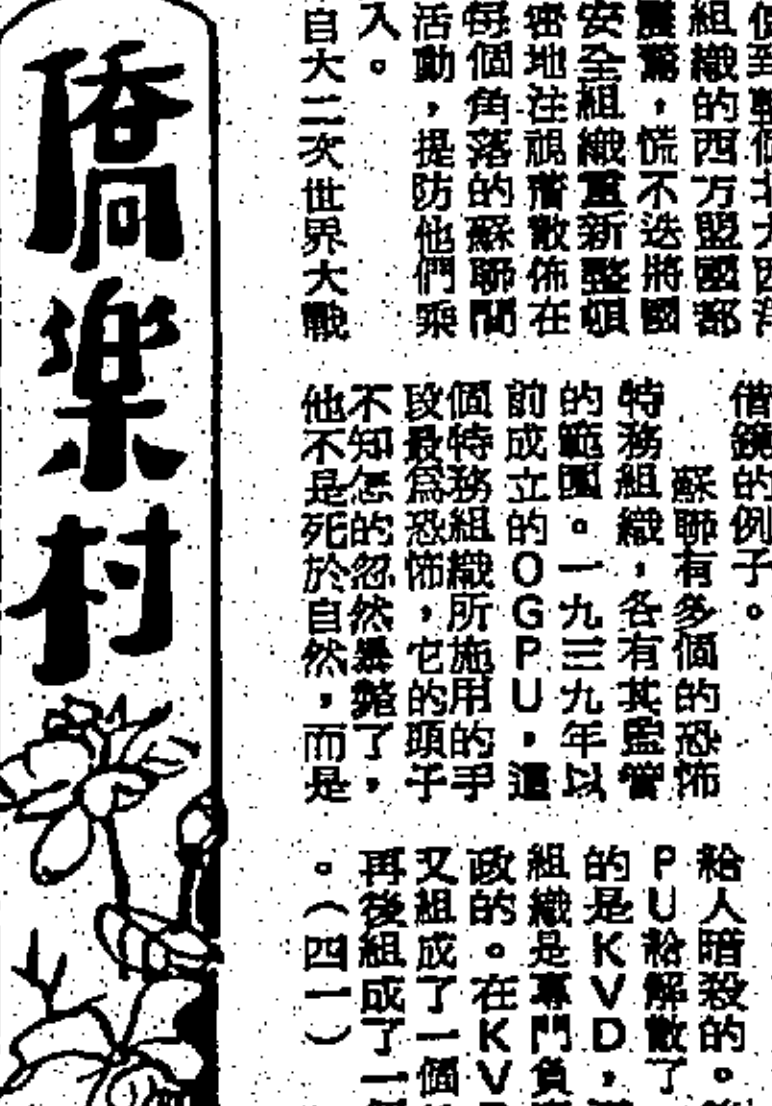 組織的西方盟國部
震驚，慌不迭將國
安全組織重新整頓
密地注視着散佈在
每個角落的蘇聯間
活動，提防他們乘
入。
自大二次世界大戰
借鏡的例子。
蘇聯有多個的恐怖
特務組織，各有其監管
的範圍。一九三九年以
前成立的OGPU，這
個特務組織所施用的手
段最為恐怖，它的頭子
不知怎的忽然暴斃了，
他不是死於自然，而是
給人暗殺的。
PU給解散了
的是KVD，
組織是專門負
政的。在KV
又組成了一個
再後組成了一
。（四一）
僑樂村